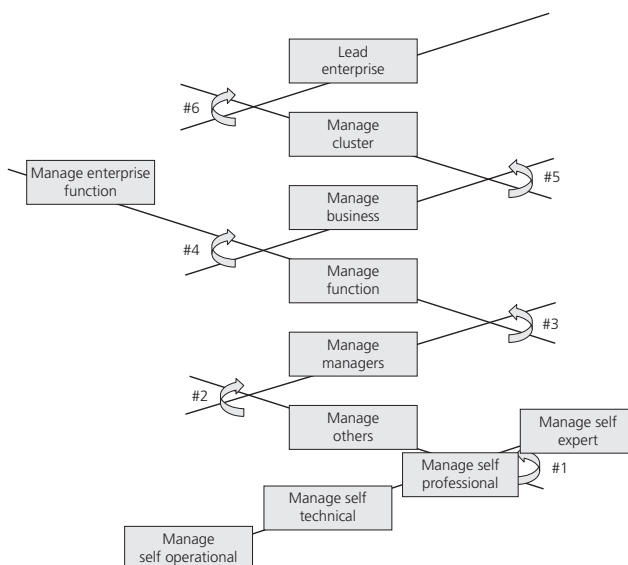 Lead
enterprise
#6
Manage
cluster
Manage enterprise
function
#5
Manage
business
#4
Manage
function
#3
Manage
managers
#2
Manage
others
Manage self
expert
Manage self
professional
#1
Manage self
technical
Manage
self operational